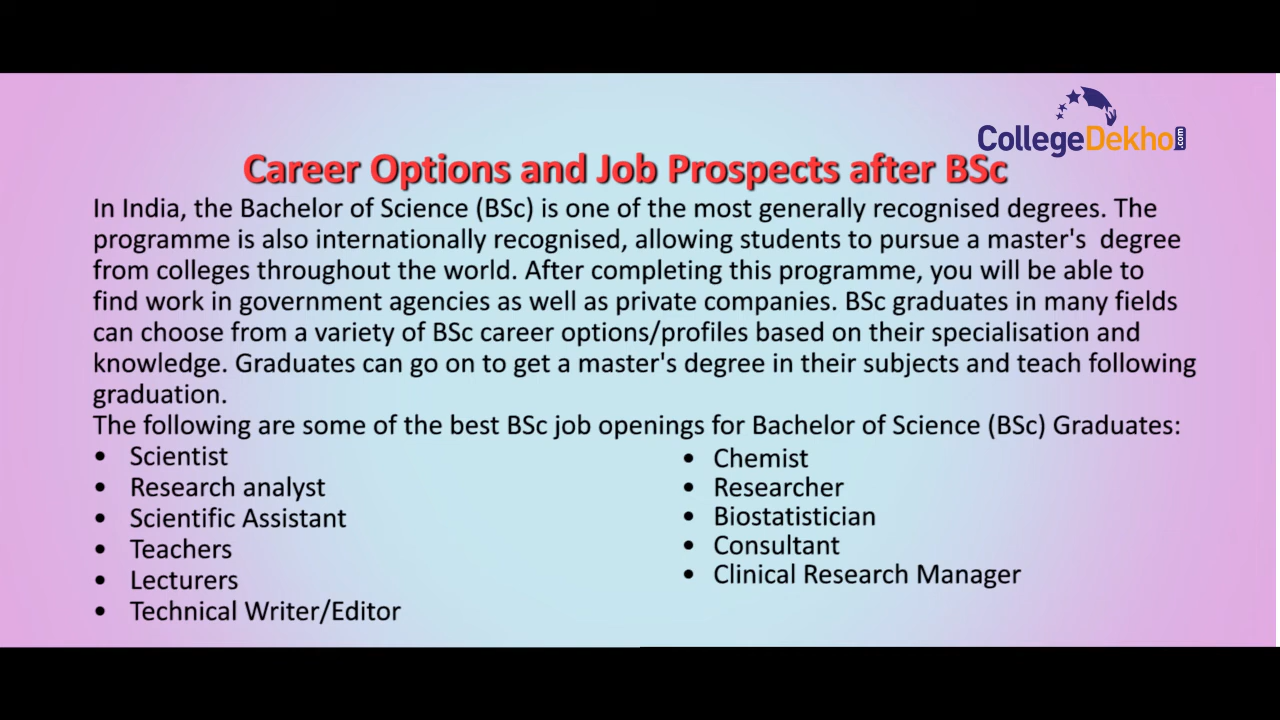 CollegeDekho.com
Career Options and Job Prospects after BSc
In India, the Bachelor of Science (BSc) is one of the most generally recognised degrees. The
programme is also internationally recognised, allowing students to pursue a master's  degree
from colleges throughout the world. After completing this programme, you will be able to
find work in government agencies as well as private companies. BSc graduates in many fields
can choose from a variety of BSc career options/profiles based on their specialisation and
knowledge. Graduates can go on to get a master's degree in their subjects and teach following
graduation.
The following are some of the best BSc job openings for Bachelor of Science (BSc) Graduates:
• Scientist
• Research analyst
• Scientific Assistant
• Teachers
• Lecturers
• Technical Writer/Editor
• Chemist
• Researcher
• Biostatistician
• Consultant
• Clinical Research Manager